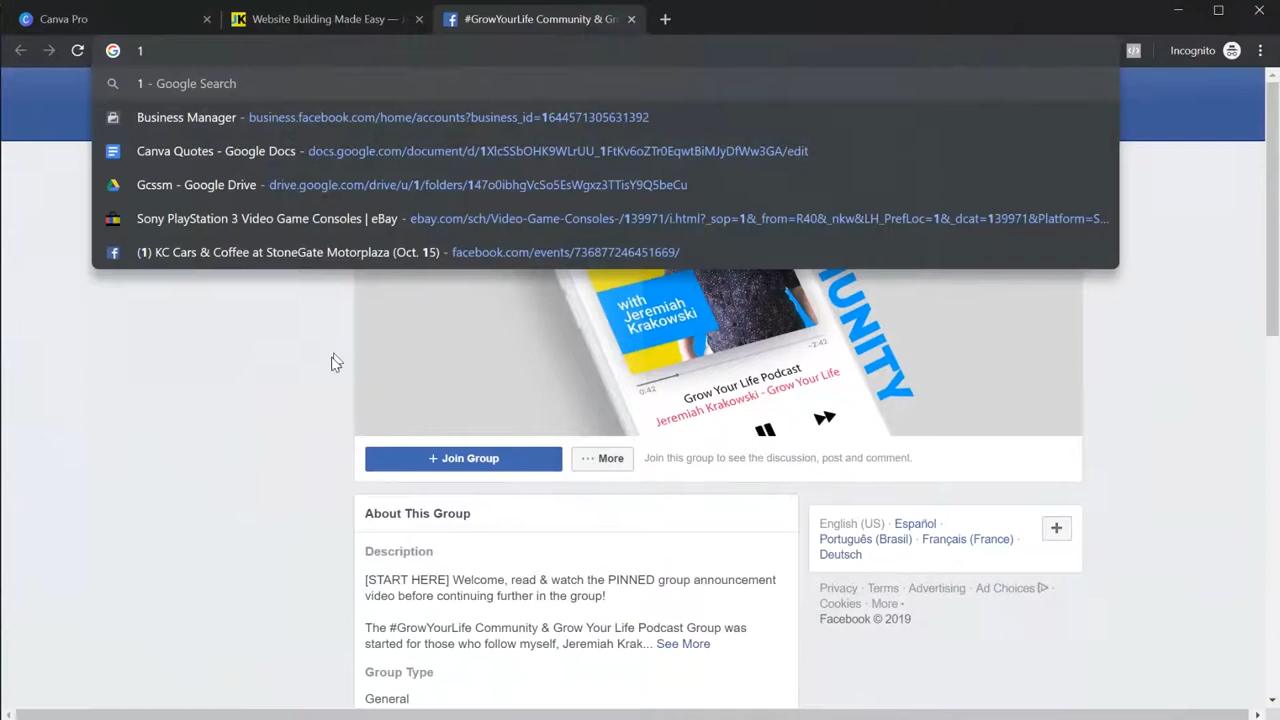 Canva Pro
Website Building Made Easy —
#GrowYourLife Community & Gr
1
Incognito
1 - Google Search
Business Manager - business.facebook.com/home/accounts?business_id=1644571305631392
Canva Quotes - Google Docs - docs.google.com/document/d/1XlcSSbOHK9WLrUU_1FtKv6oZTr0EqwtBiMJyDfWw3GA/edit
Gcssm - Google Drive - drive.google.com/drive/u/1/folders/147o0ibhgVcSo5EsWgxz3TTisY9Q5beCu
Sony PlayStation 3 Video Game Consoles | eBay - ebay.com/sch/Video-Game-Consoles-/139971/i.html?_sop=1&_from=R40&_nkw&LH_PrefLoc=1&_dcat=139971&Platform=S...
(1) KC Cars & Coffee at StoneGate Motorplaza (Oct. 15) - facebook.com/events/736877246451669/
with
Jeremiah
Krakowski
UNITY
0:42
-2:42
Grow Your Life Podcast
Jeremiah Krakowski - Grow Your Life
+ Join Group
··· More
Join this group to see the discussion, post and comment.
About This Group
Description
[START HERE] Welcome, read & watch the PINNED group announcement
video before continuing further in the group!
The #GrowYourLife Community & Grow Your Life Podcast Group was
started for those who follow myself, Jeremiah Krak... See More
Group Type
General
English (US) · Español ·
Português (Brasil) · Français (France) ·
Deutsch
Privacy · Terms · Advertising · Ad Choices ·
Cookies · More
Facebook © 2019